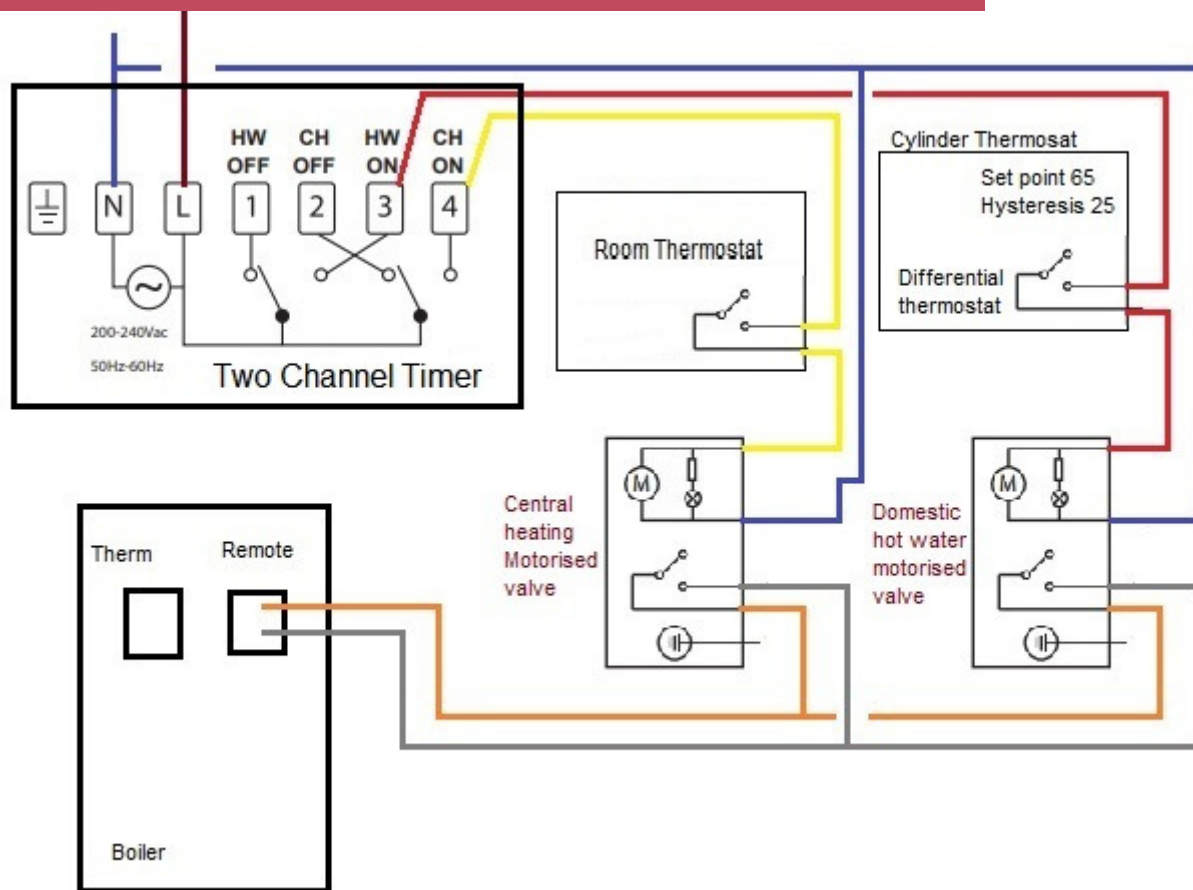 HW CH HW CH
OFF OFF ON ON
N L 1 2 3 4
200-240Vac
50Hz-60Hz
Two Channel Timer
Room Thermostat
Cylinder Thermosat
Set point 65
Hysteresis 25
Differential
thermostat
M
Central
heating
Motorised
valve
M
Domestic
hot water
motorised
valve
Therm
Remote
Boiler